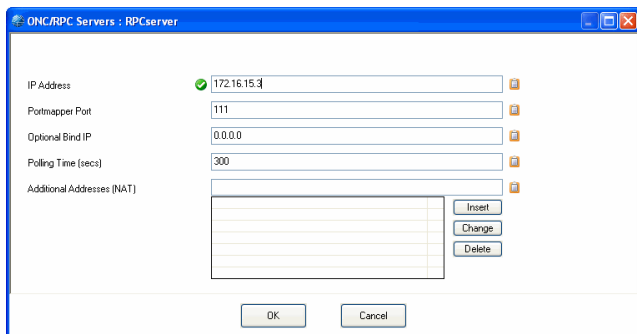 ONC/RPC Servers : RPCserver
IP Address 172.16.15.3
Portmapper Port 111
Optional Bind IP 0.0.0.0
Polling Time (secs) 300
Additional Addresses (NAT)
Insert
Change
Delete
OK Cancel